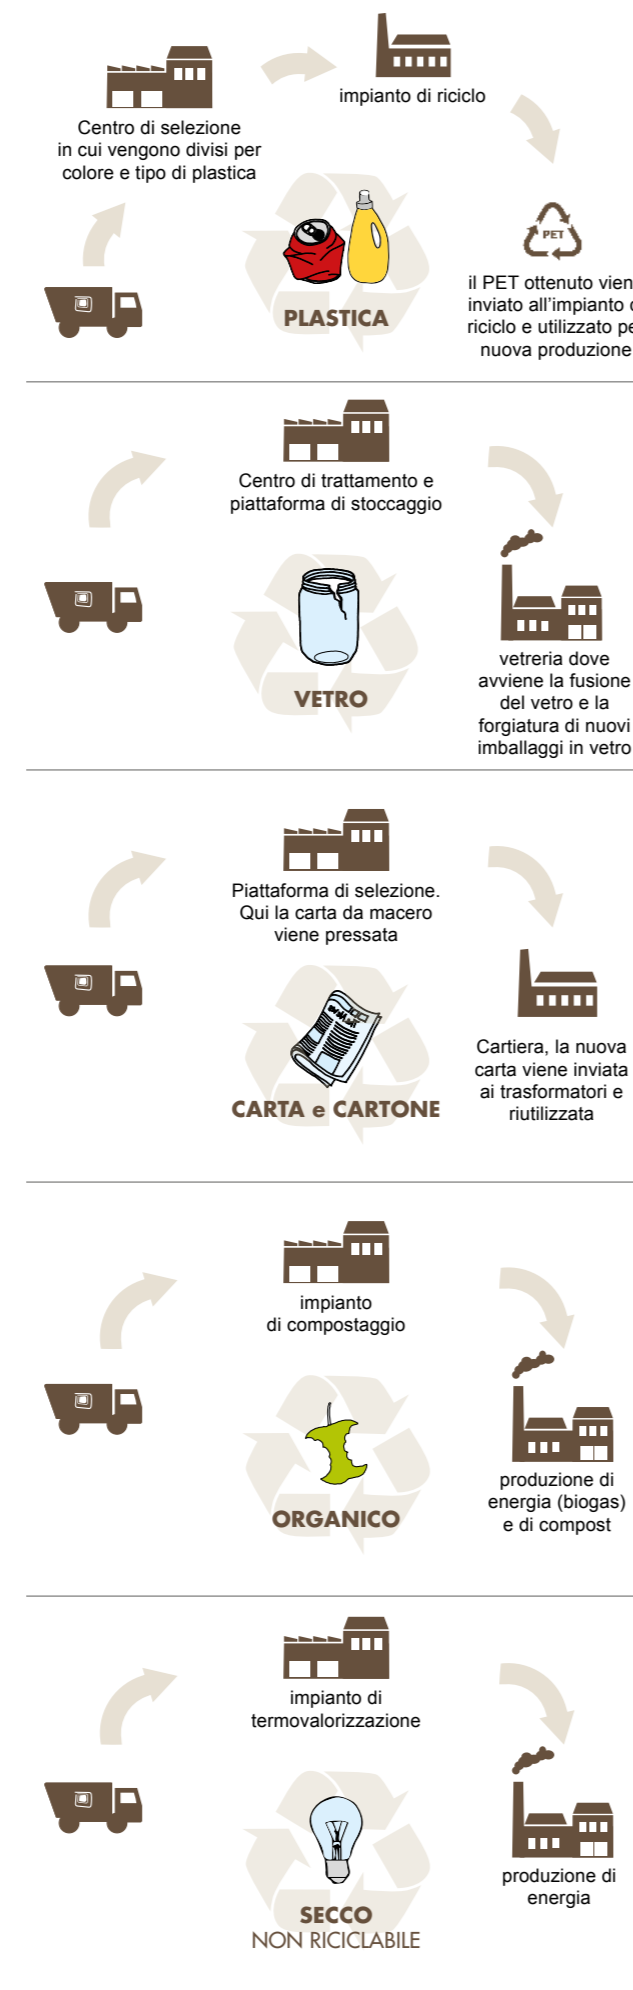 impianto di riciclo
Centro di selezione
in cui vengono divisi per
colore e tipo di plastica
PET
il PET ottenuto
inviato all'impianto
riciclo e utilizzato
nuova produzione
PLASTICA
Centro di trattamento e
piattaforma di stoccaggio
VETRO
vetreria dove
avviene la fusione
del vetro e la
forgiatura di nuovi
imballaggi in vetro
Piattaforma di selezione.
Qui la carta da macero
viene pressata
CARTA e CARTONE
Cartiera, la nuova
carta viene inviata
ai trasformatori e
riutilizzata
impianto
di compostaggio
ORGANICO
produzione di
energia (biogas)
e di compost
impianto di
termovalorizzazione
SECCO
NON RICICLABILE
produzione di
energia